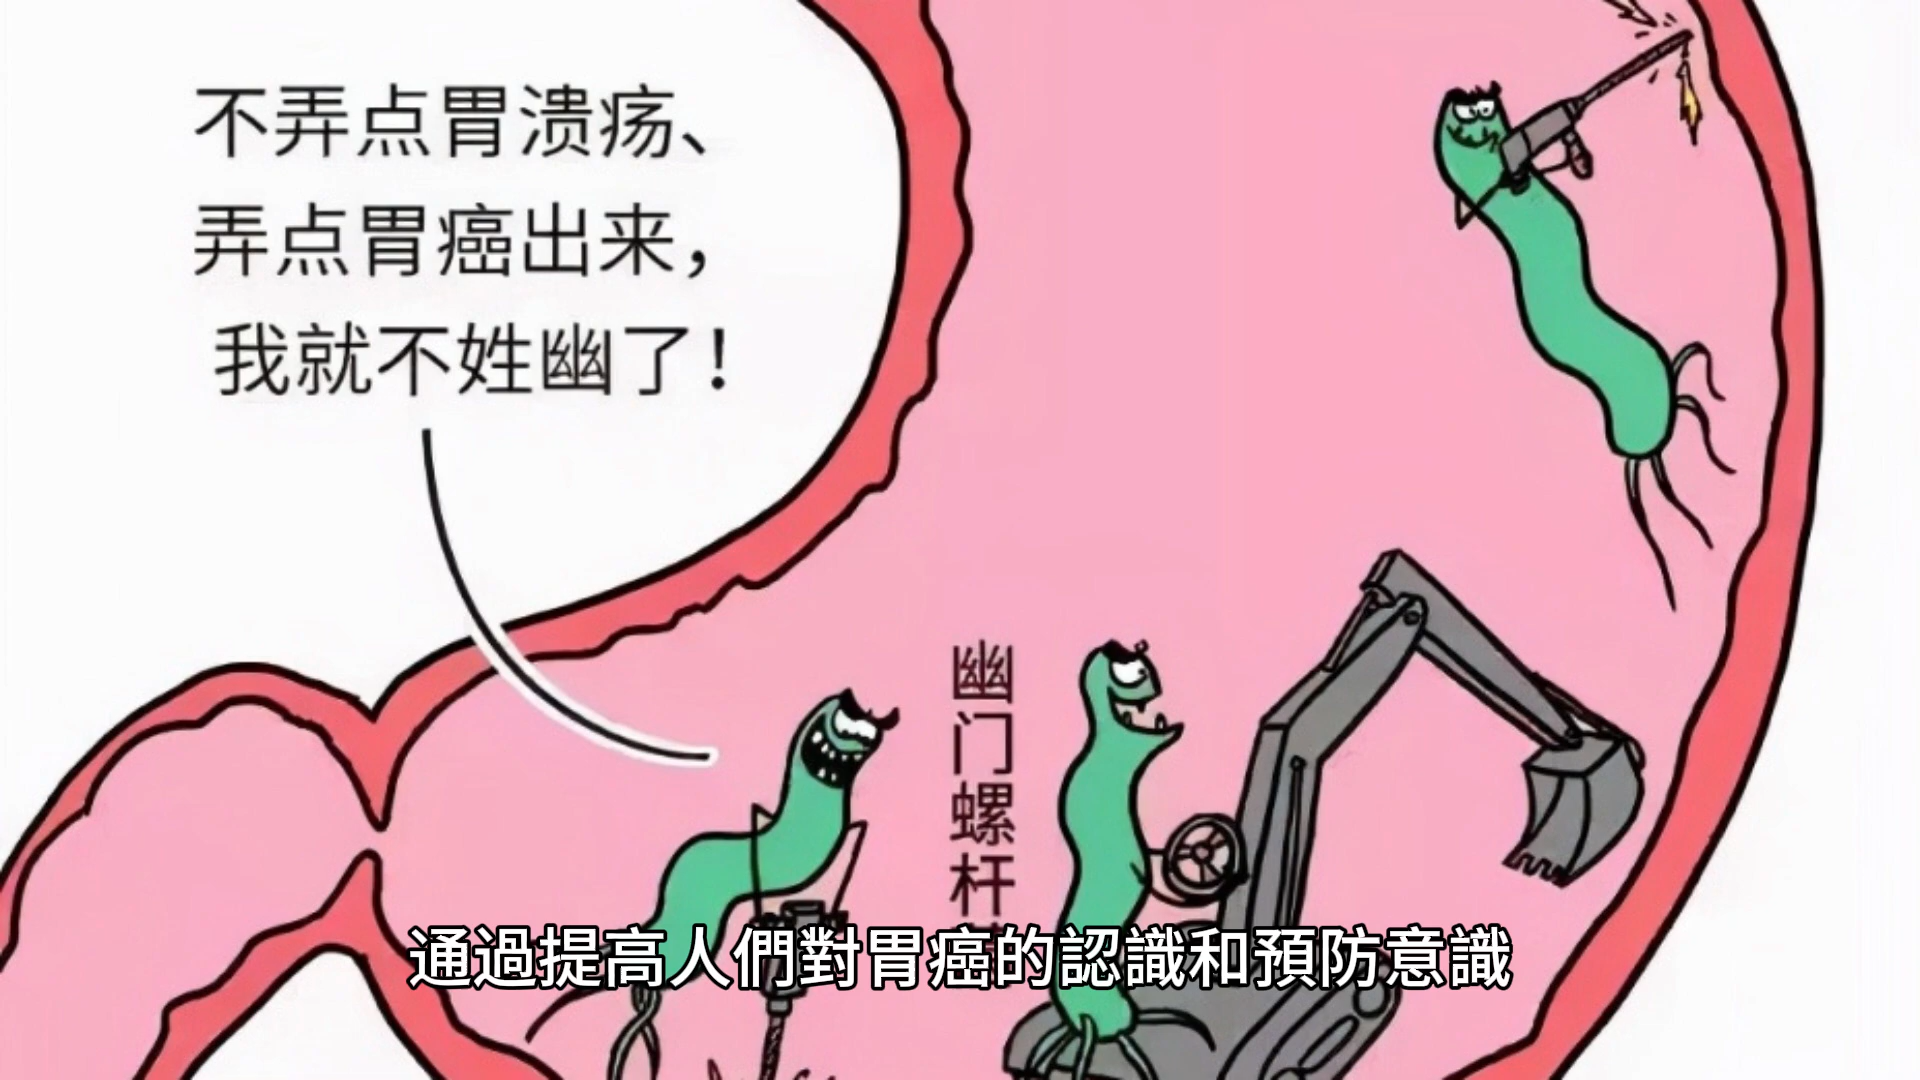 不弄点胃溃疡、
弄点胃癌出来，
我就不姓幽了！
幽门螺杆
通過提高人們對胃癌的認識和預防意識